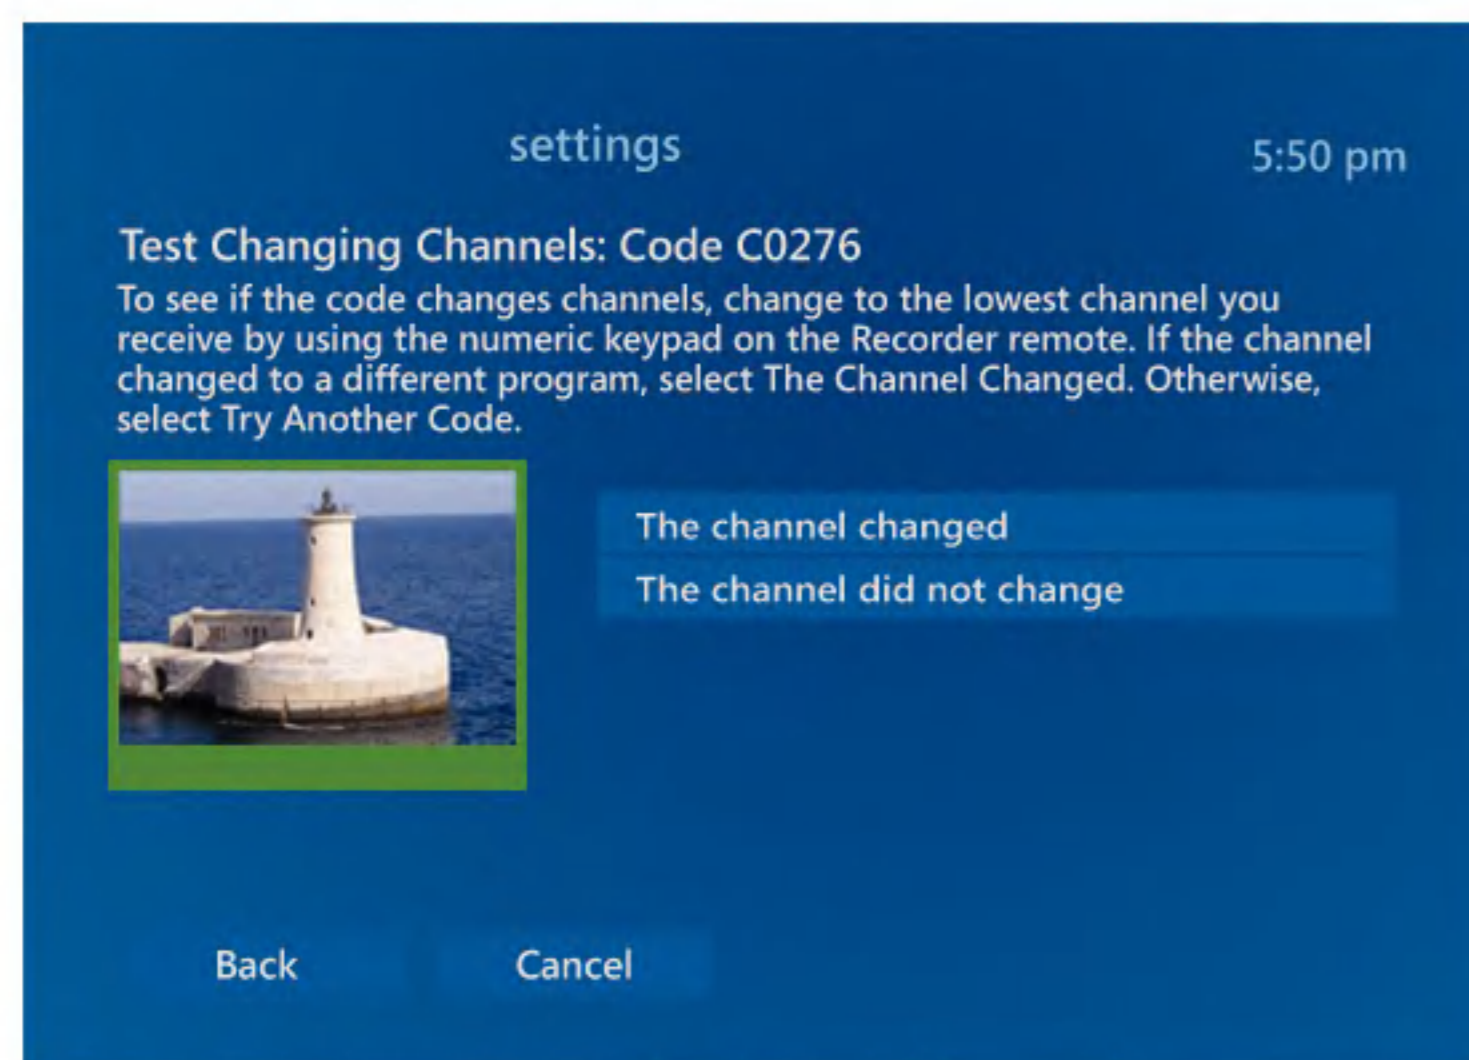 settings
5:50 pm
Test Changing Channels: Code C0276
To see if the code changes channels, change to the lowest channel you
receive by using the numeric keypad on the Recorder remote. If the channel
changed to a different program, select The Channel Changed. Otherwise,
select Try Another Code.
The channel changed
The channel did not change
Back
Cancel